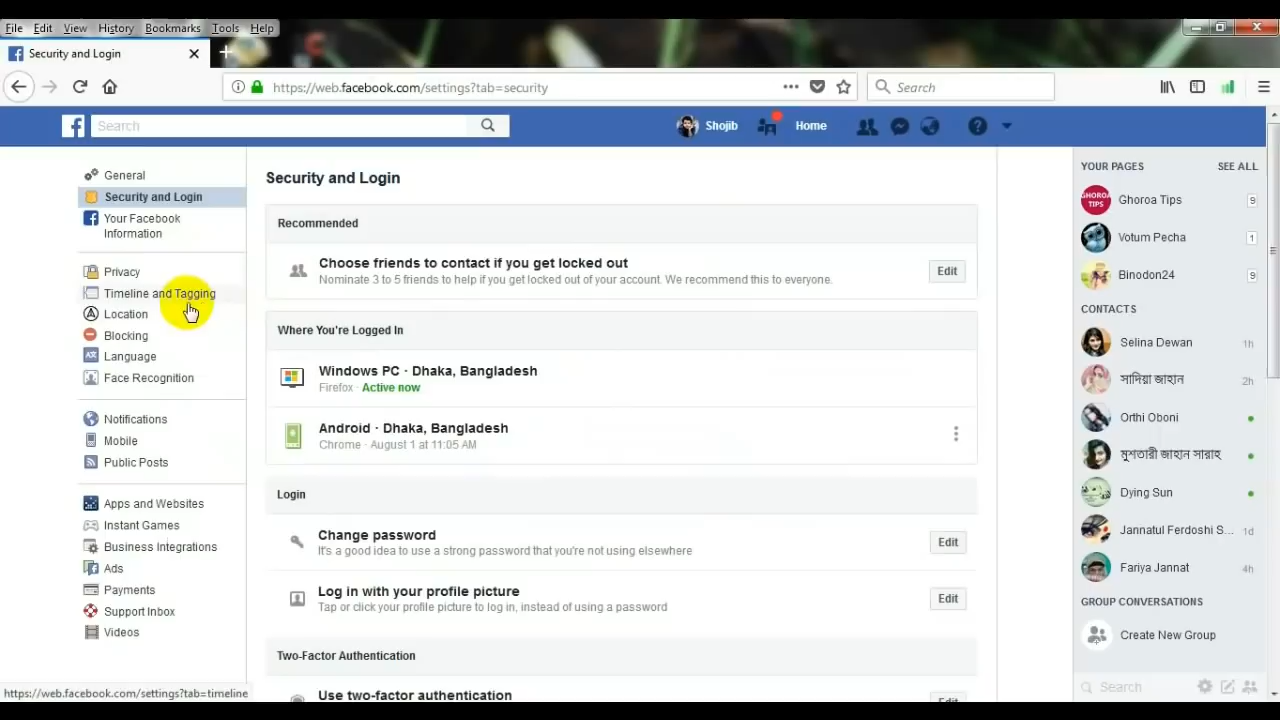 File Edit View History Bookmarks Tools Help
Security and Login
https://web.facebook.com/settings?tab=security
Search
Search
Shojib
Home
General
Security and Login
Your Facebook
Information
Privacy
Timeline and Tagging
Location
Blocking
Language
Face Recognition
Notifications
Mobile
Public Posts
Apps and Websites
Instant Games
Business Integrations
Ads
Payments
Support Inbox
Videos
https://web.facebook.com/settings?tab=timeline
Security and Login
Recommended
Choose friends to contact if you get locked out
Nominate 3 to 5 friends to help if you get locked out of your account. We recommend this to everyone.
Edit
Where You're Logged In
Windows PC · Dhaka, Bangladesh
Firefox · Active now
Android · Dhaka, Bangladesh
Chrome · August 1 at 11:05 AM
Login
Change password
It's a good idea to use a strong password that you're not using elsewhere
Edit
Log in with your profile picture
Tap or click your profile picture to log in, instead of using a password
Edit
Two-Factor Authentication
Use two-factor authentication
Edit
YOUR PAGES SEE ALL
GHOROA
TIPS
Ghoroa Tips 9
Votum Pecha 1
Binodon24 9
CONTACTS
Selina Dewan 1h
সাদিয়া জাহান 2h
Orthi Oboni
মুশতারী জাহান সারাহ
Dying Sun
Jannatul Ferdoshi S... 1d
Fariya Jannat 4h
GROUP CONVERSATIONS
Create New Group
Search